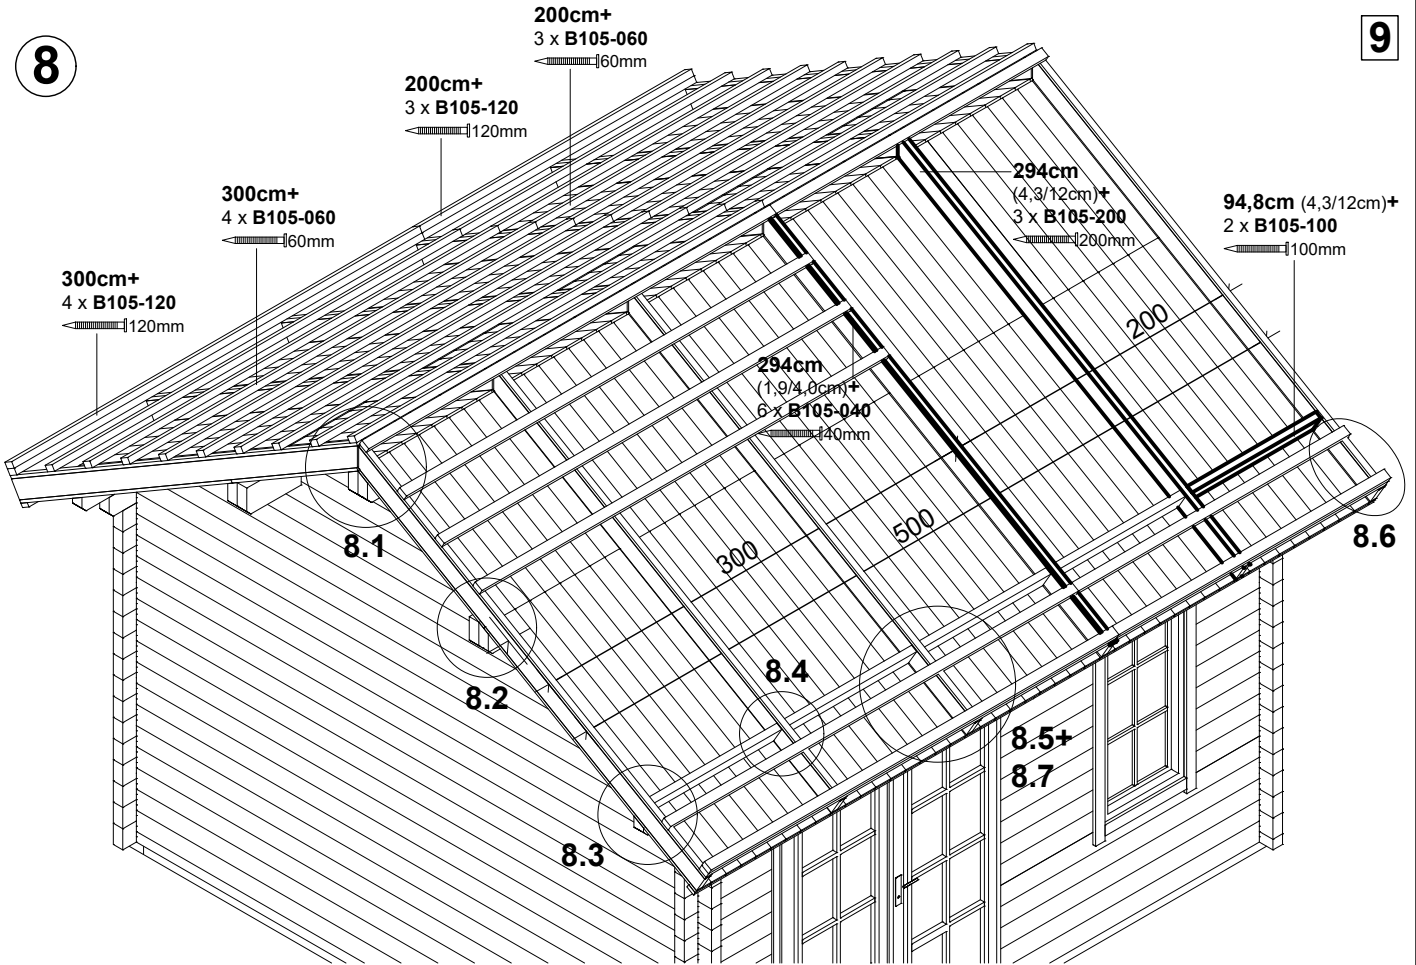 8
9
200cm+
3 x B105-060
60mm
200cm+
3 x B105-120
120mm
300cm+
4 x B105-060
60mm
300cm+
4 x B105-120
120mm
294cm
(4,3/12cm)+
3 x B105-200
200mm
94,8cm (4,3/12cm)+
2 x B105-100
100mm
200
294cm
(1,9/4,0cm)+
6 x B105-040
40mm
500
300
8.1
8.2
8.3
8.4
8.5+
8.7
8.6